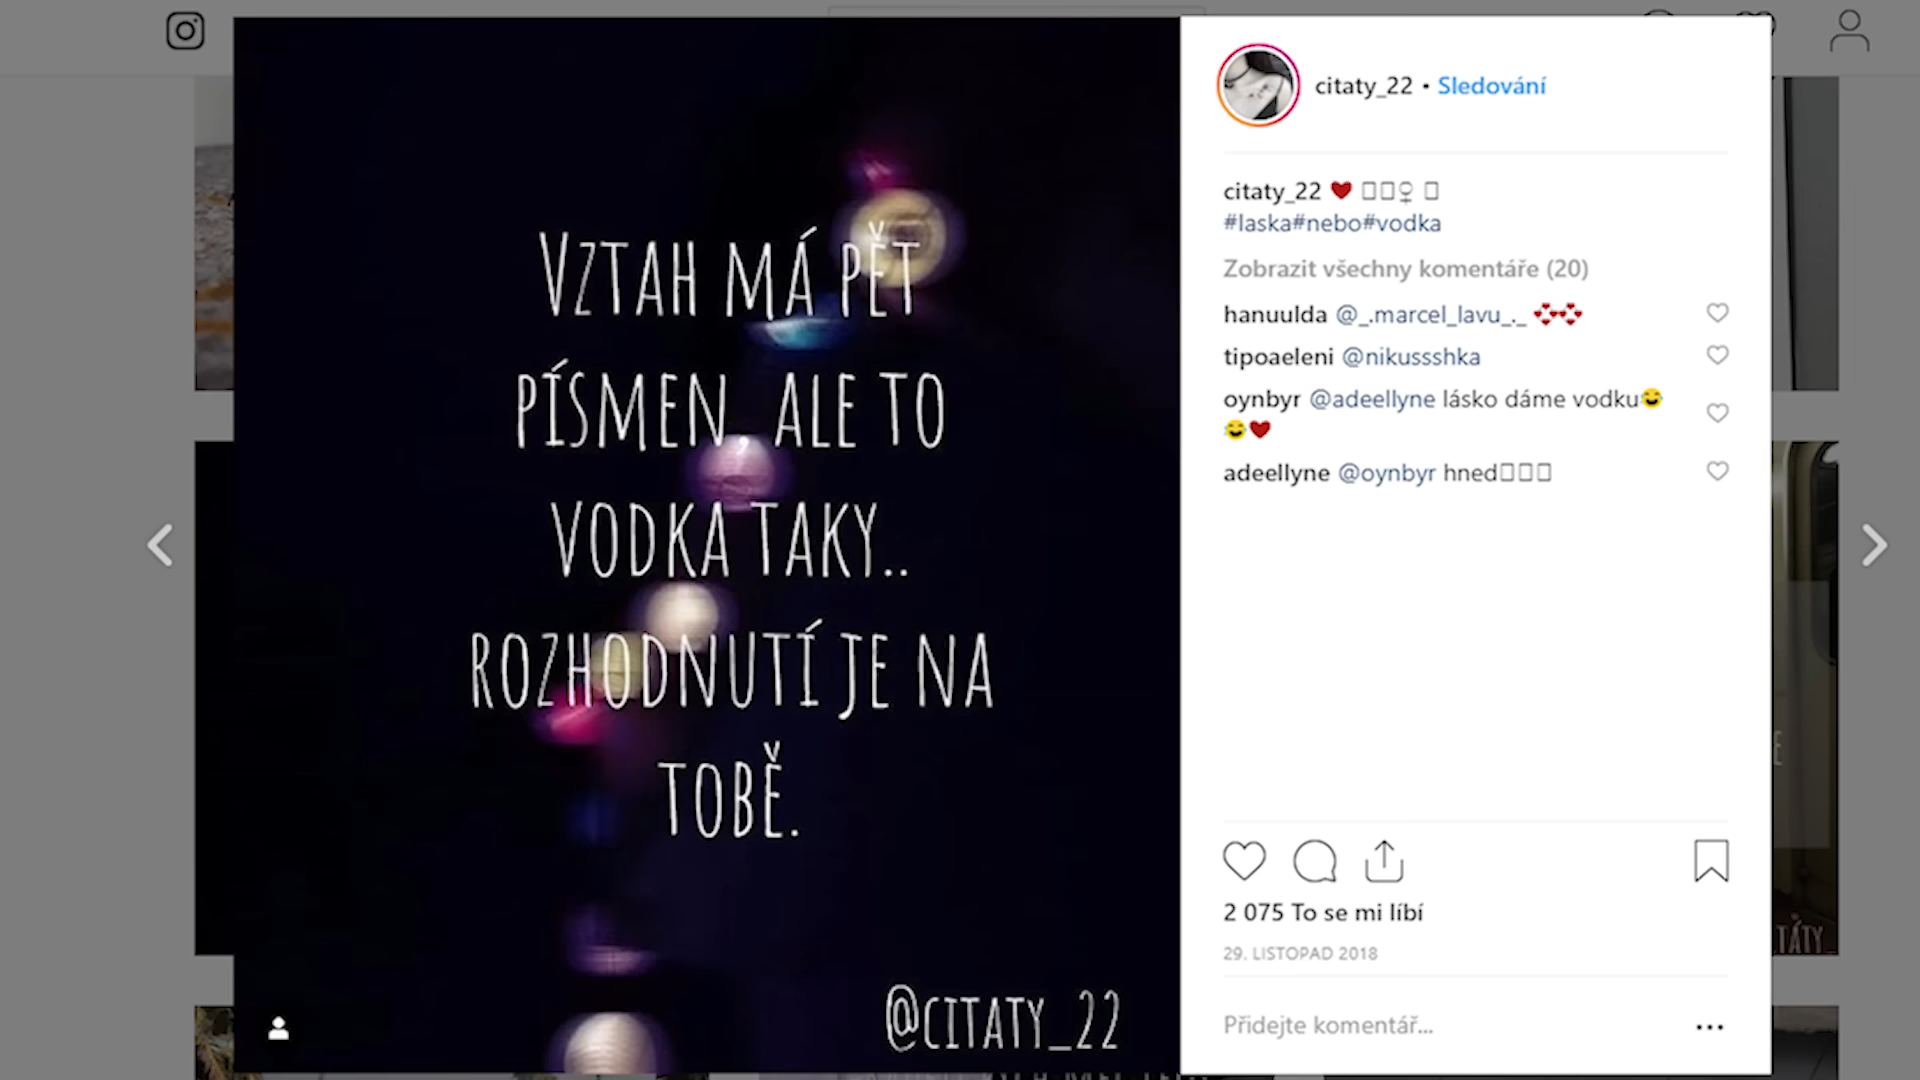 VZTAH MÁ PĚT
PÍSMEN, ALE TO
VODKA TAKY..
ROZHODNUTÍ JE NA
TOBĚ.
@CITATY_22
citaty_22 • Sledování
citaty_22 ❤
#laska#nebo#vodka
Zobrazit všechny komentáře (20)
hanuulda @_.marcel_lavu_._ 💞💞
tipoaeleni @nikussshka
oynbyr @adeellyne lásko dáme vodku😂
😂❤
adeellyne @oynbyr hned
2 075 To se mi líbí
29. LISTOPAD 2018
Přidejte komentář...